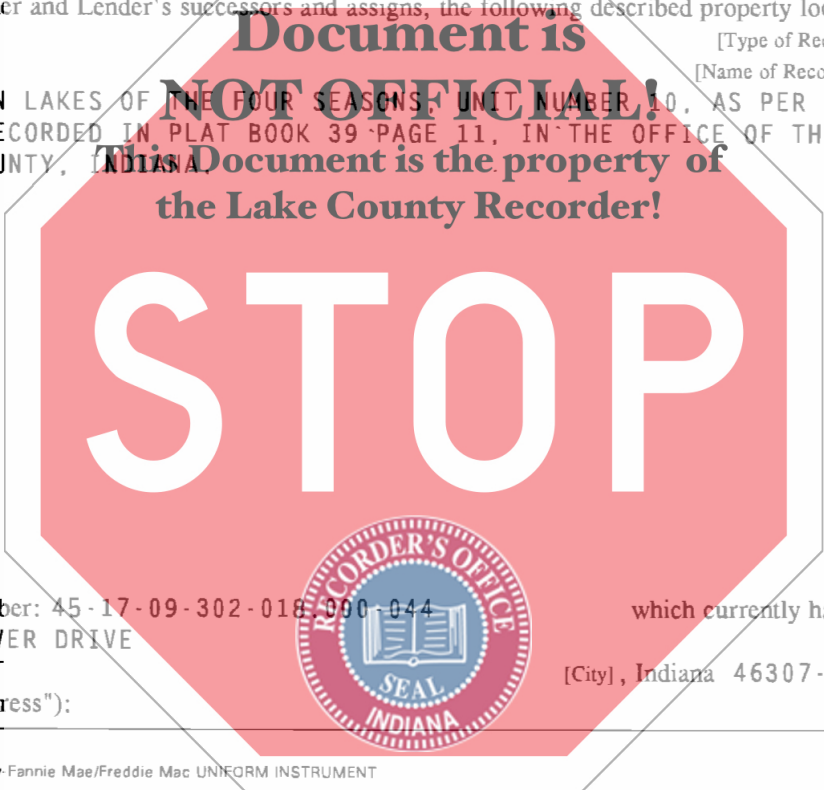 er and Lender's successors and assigns, the following described property loc
Document is
[Type of Rec
[Name of Reco
NOT OFFICIAL!
N LAKES OF THE FOUR SEASONS, UNIT NUMBER 10, AS PER
ECORDED IN PLAT BOOK 39 PAGE 11, IN THE OFFICE OF TH
UNTY, INDIANA.
This Document is the property of
the Lake County Recorder!
STOP
RECORDER'S OFFICE
SEAL
INDIANA
ber: 45-17-09-302-018.000-044 which currently ha
VER DRIVE
[City], Indiana 46307-
ress"):
-Fannie Mae/Freddie Mac UNIFORM INSTRUMENT